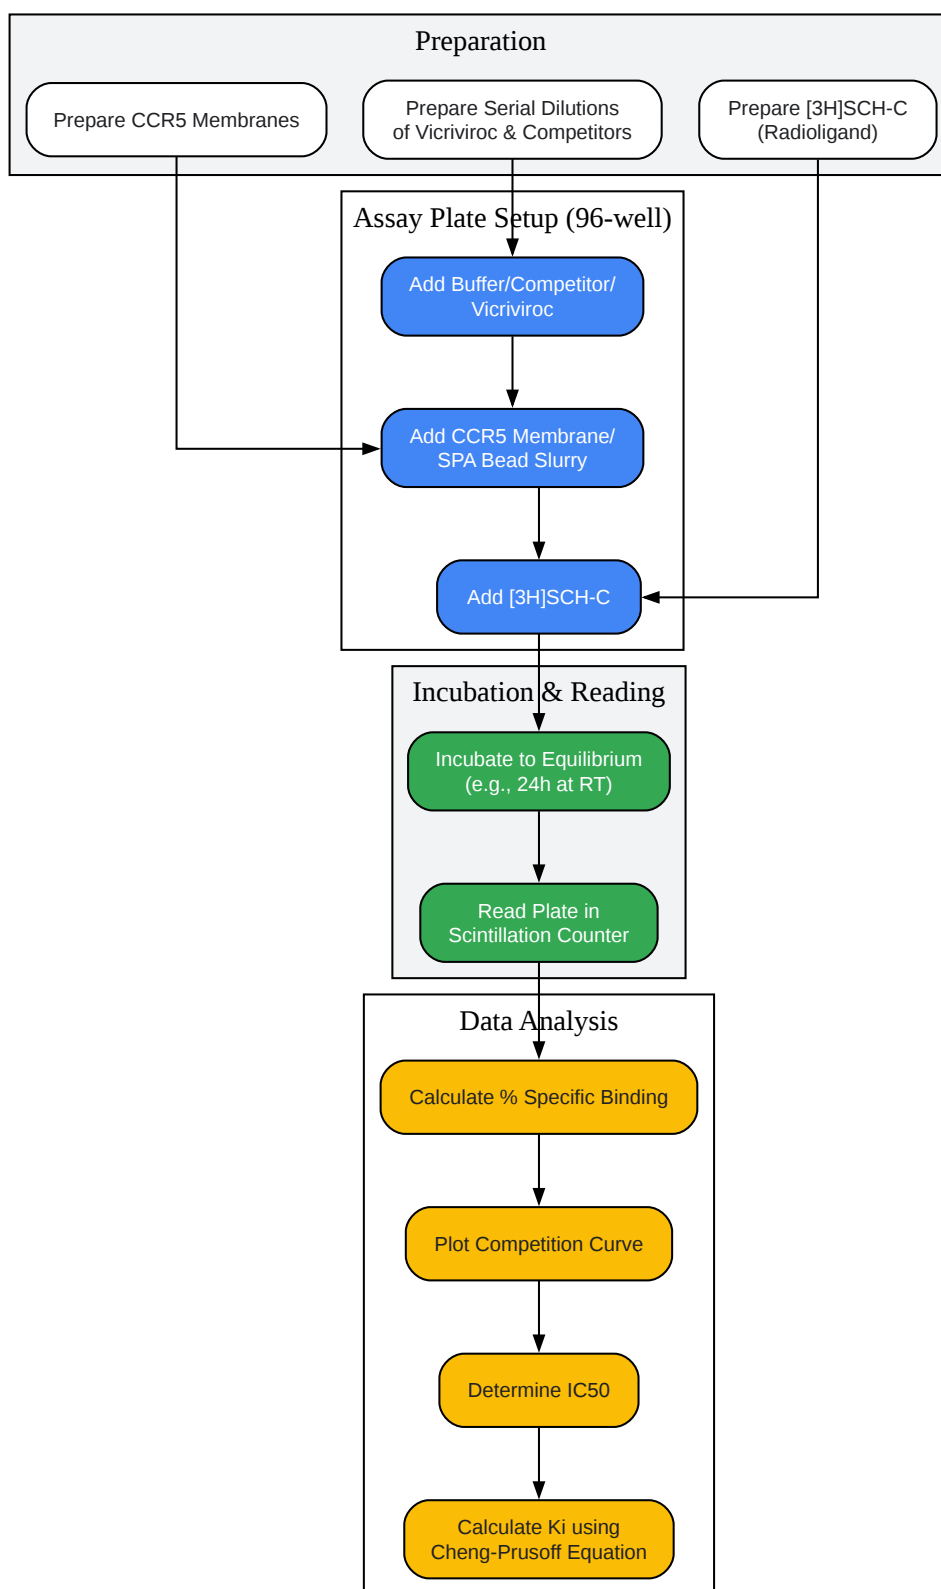 Preparation
Prepare CCR5 Membranes
Prepare Serial Dilutions
of Vicriviroc & Competitors
Prepare [3H]SCH-C
(Radioligand)
Assay Plate Setup (96-well)
Add Buffer/Competitor/
Vicriviroc
Add CCR5 Membrane/
SPA Bead Slurry
Add [3H]SCH-C
Incubation & Reading
Incubate to Equilibrium
(e.g., 24h at RT)
Read Plate in
Scintillation Counter
Data Analysis
Calculate % Specific Binding
Plot Competition Curve
Determine IC50
Calculate Ki using
Cheng-Prusoff Equation